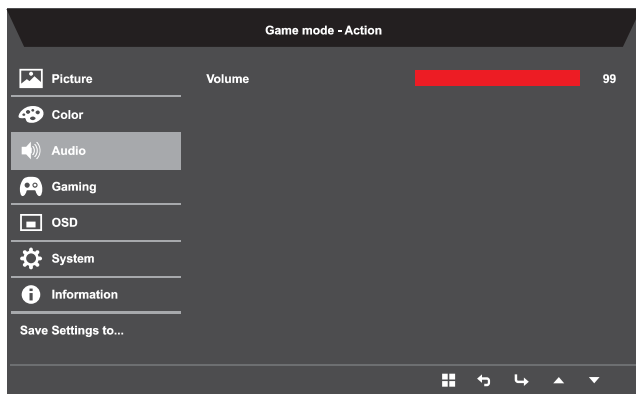 Game mode - Action
Picture
Volume 99
Color
Audio
Gaming
OSD
System
Information
Save Settings to...